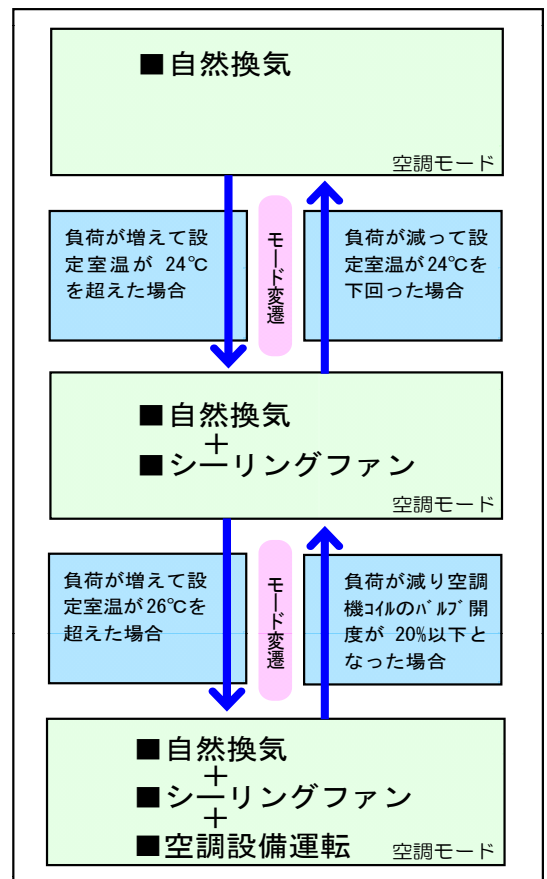 ■自然換気
空調モード
負荷が増えて設
定室温が 24℃
を超えた場合
モード変遷
負荷が減って設
定室温が24℃を
下回った場合
■自然換気
＋
■シーリングファン
空調モード
負荷が増えて設
定室温が26℃を
超えた場合
モード変遷
負荷が減り空調
機ｺｲﾙのﾊﾞﾙﾌﾞ開
度が 20%以下と
なった場合
■自然換気
＋
■シーリングファン
＋
■空調設備運転
空調モード